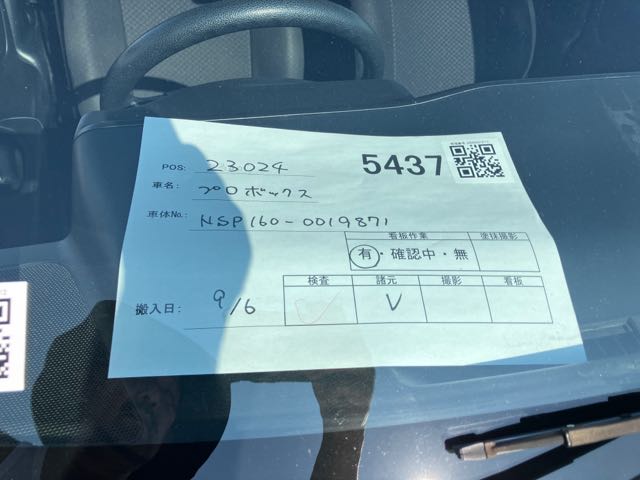 5437
POS: 23024
車名: プロボックス
車体No.: NSP160-0019871
看板作業 塗抹撮影
有・確認中・無
検査 諸元 撮影 看板
搬入日: 9/6 ✓ ✓